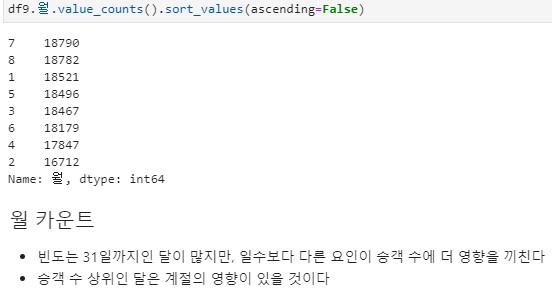 df9.월.value_counts().sort_values(ascending=False)
7    18790
8    18782
1    18521
5    18496
3    18467
6    18179
4    17847
2    16712
Name: 월, dtype: int64
월 카운트
• 빈도는 31일까지인 달이 많지만, 일수보다 다른 요인이 승객 수에 더 영향을 끼친다
• 승객 수 상위인 달은 계절의 영향이 있을 것이다